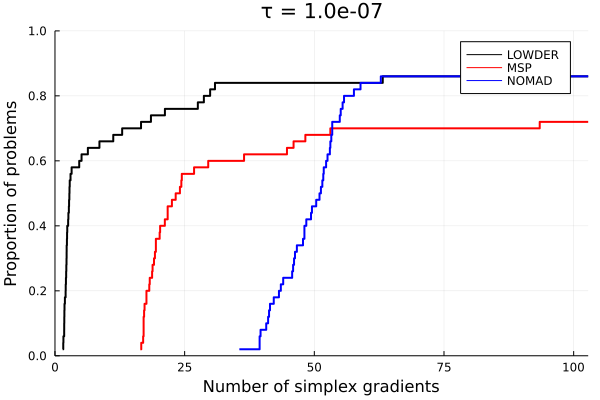 τ = 1.0e-07
Proportion of problems
1.0
0.8
0.6
0.4
0.2
0.0
LOWDER
MSP
NOMAD
0
25
50
75
100
Number of simplex gradients